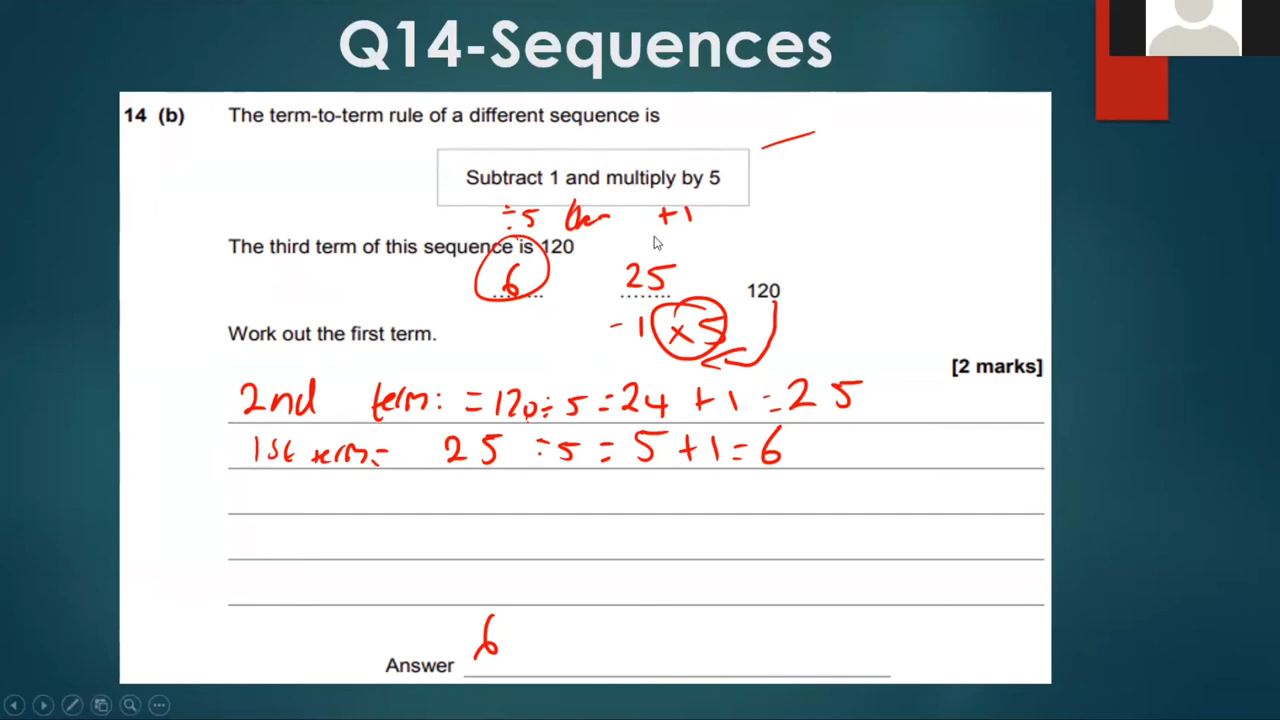 Q14-Sequences
14 (b) The term-to-term rule of a different sequence is
Subtract 1 and multiply by 5
÷5 then +1
The third term of this sequence is 120
6 25 120
-1 ×5
Work out the first term.
[2 marks]
2nd term: = 120÷5=24 +1 =25
1st term= 25 ÷5= 5+1=6
6
Answer